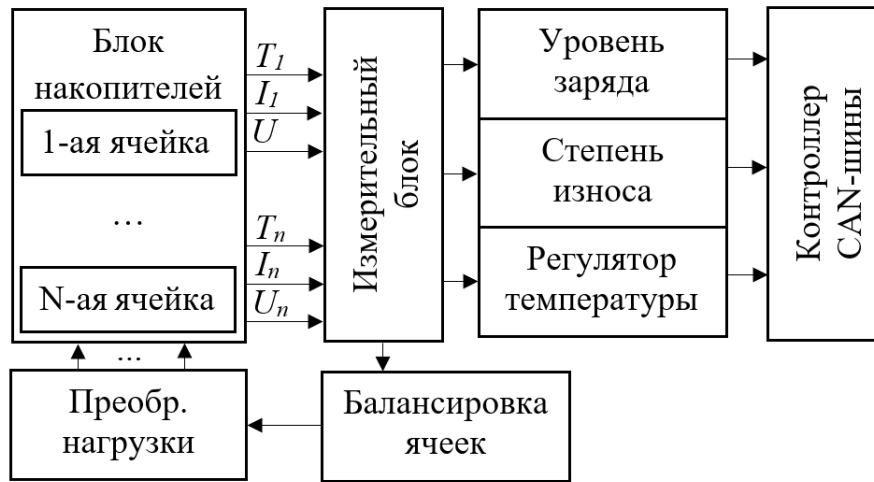 Блок
накопителей
1-ая ячейка
...
N-ая ячейка
T1
I1
U
Tn
In
Un
Измерительный
блок
Уровень
заряда
Степень
износа
Регулятор
температуры
Контроллер
CAN-шины
...
Преобр.
нагрузки
Балансировка
ячеек